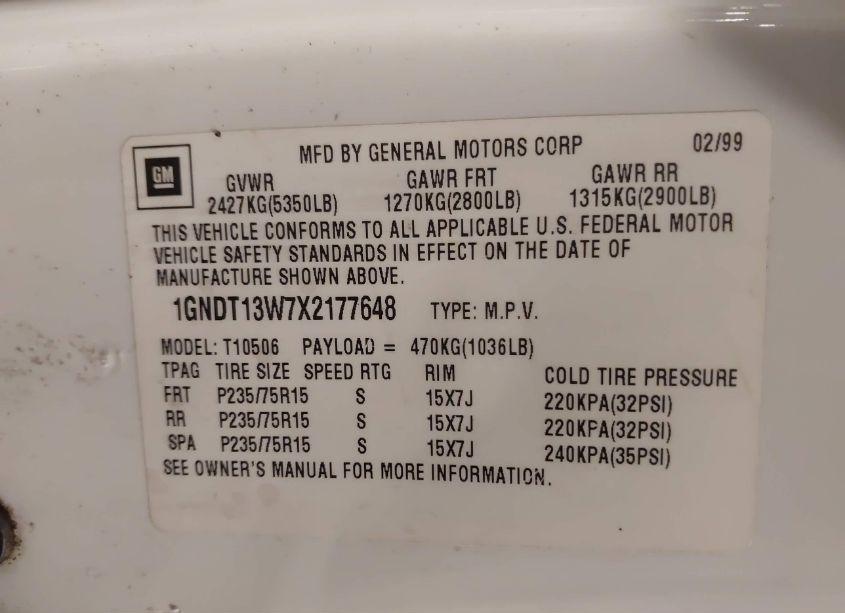 GM
MFD BY GENERAL MOTORS CORP 02/99
GVWR GAWR FRT GAWR RR
2427KG(5350LB) 1270KG(2800LB) 1315KG(2900LB)
THIS VEHICLE CONFORMS TO ALL APPLICABLE U.S. FEDERAL MOTOR
VEHICLE SAFETY STANDARDS IN EFFECT ON THE DATE OF
MANUFACTURE SHOWN ABOVE.
1GNDT13W7X2177648 TYPE: M.P.V.
MODEL: T10506 PAYLOAD = 470KG(1036LB)
TPAG TIRE SIZE SPEED RTG RIM COLD TIRE PRESSURE
FRT P235/75R15 S 15X7J 220KPA(32PSI)
RR P235/75R15 S 15X7J 220KPA(32PSI)
SPA P235/75R15 S 15X7J 240KPA(35PSI)
SEE OWNER'S MANUAL FOR MORE INFORMATION.